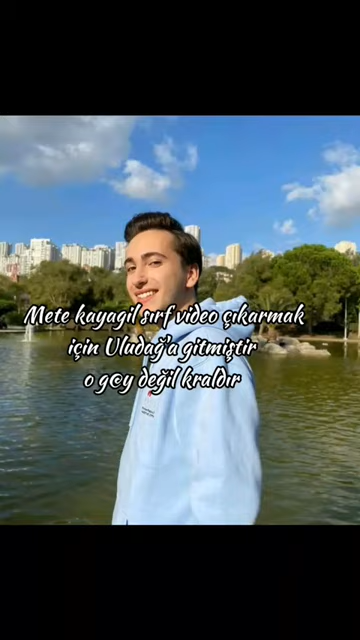 Mete kayagil sırf video çıkarmak
için Uludağ'a gitmiştir
o g@y değil kraldır